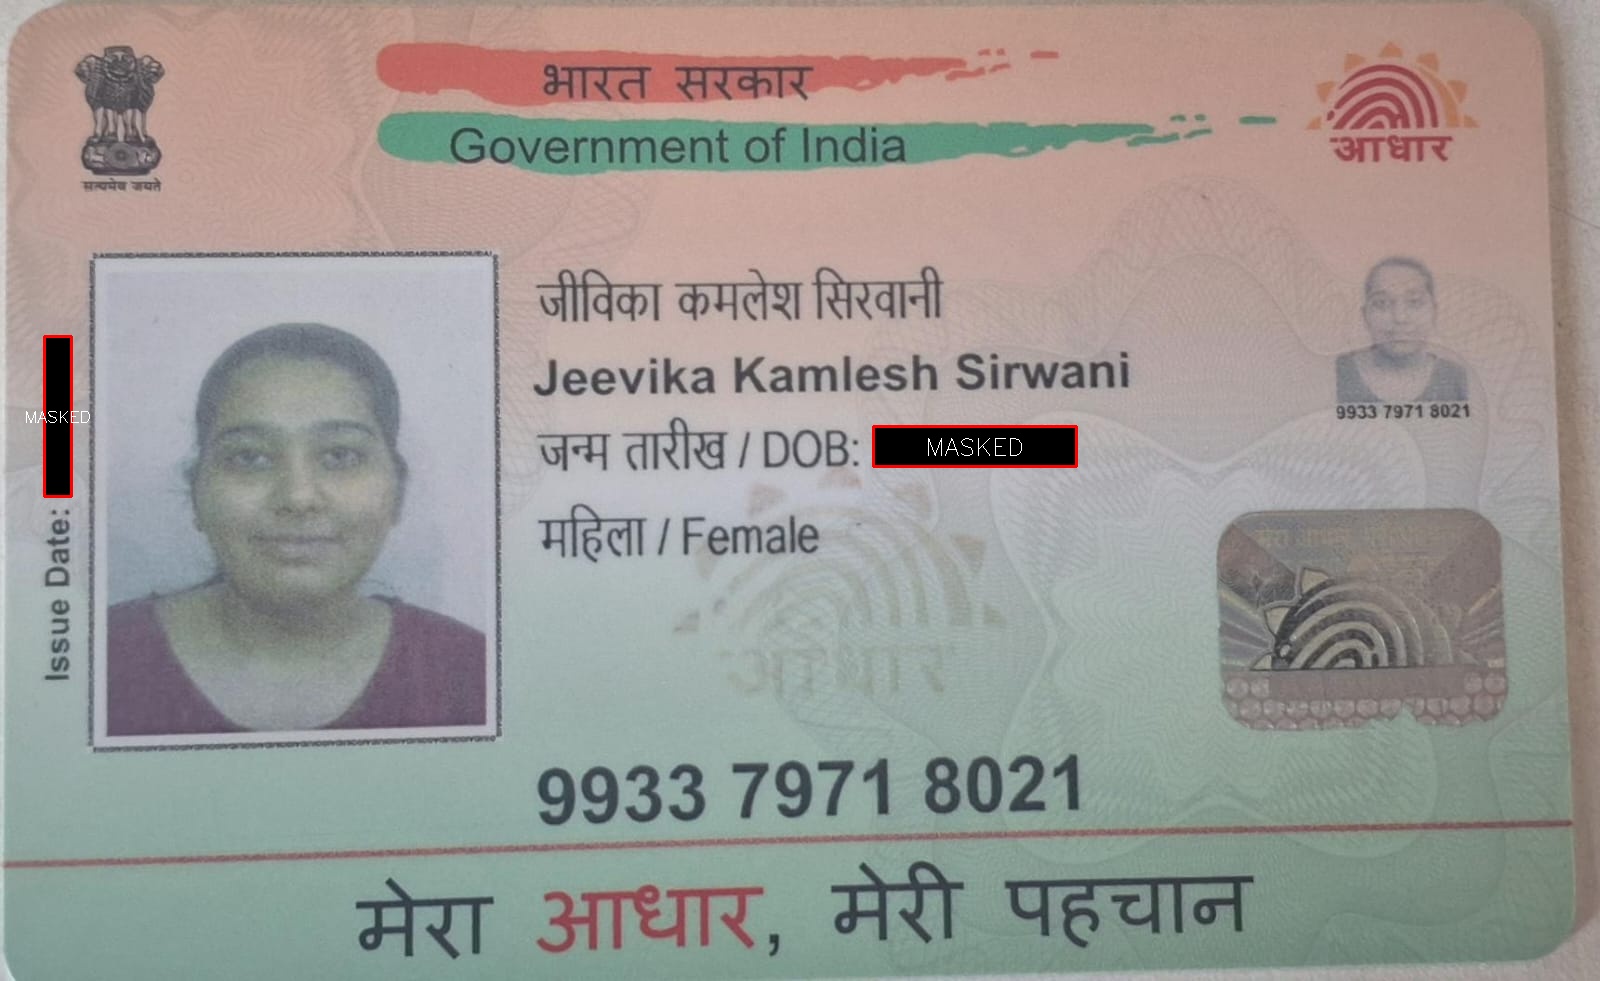 भारत सरकार
Government of India
आधार
सत्यमेव जयते
जीविका कमलेश सिरवानी
Jeevika Kamlesh Sirwani
9933 7971 8021
जन्म तारीख / DOB: MASKED
महिला / Female
MASKED
Issue Date:
आधार
9933 7971 8021
मेरा आधार, मेरी पहचान